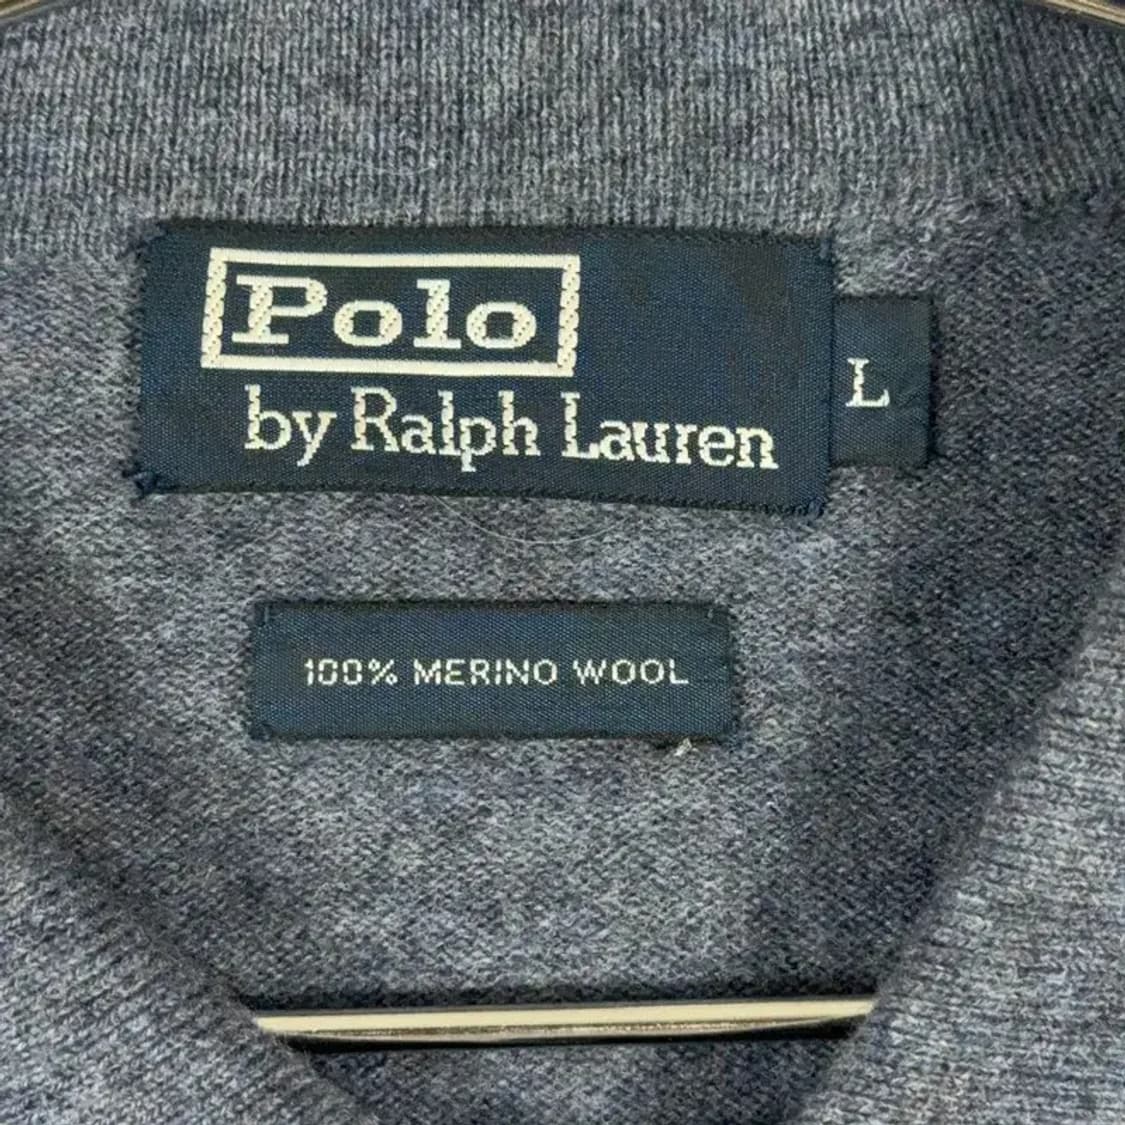 Polo
by Ralph Lauren
L
100% MERINO WOOL